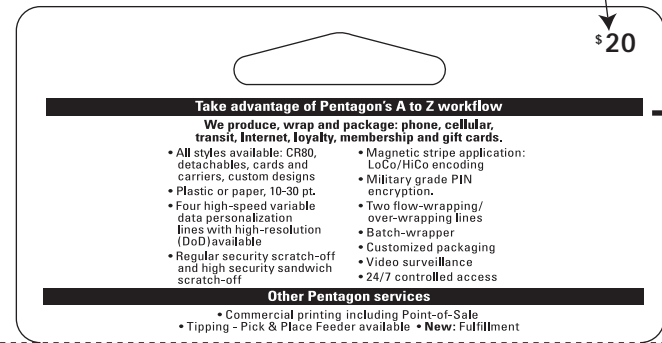 $20
Take advantage of Pentagon's A to Z workflow
We produce, wrap and package: phone, cellular,
transit, Internet, loyalty, membership and gift cards.
• All styles available: CR80,
detachables, cards and
carriers, custom designs
• Plastic or paper, 10-30 pt.
• Four high-speed variable
data personalization
lines with high-resolution
(DoD)available
• Regular security scratch-off
and high security sandwich
scratch-off
• Magnetic stripe application:
LoCo/HiCo encoding
• Military grade PIN
encryption.
• Two flow-wrapping/
over-wrapping lines
• Batch-wrapper
• Customized packaging
• Video surveillance
• 24/7 controlled access
Other Pentagon services
• Commercial printing including Point-of-Sale
• Tipping - Pick & Place Feeder available • New: Fulfillment